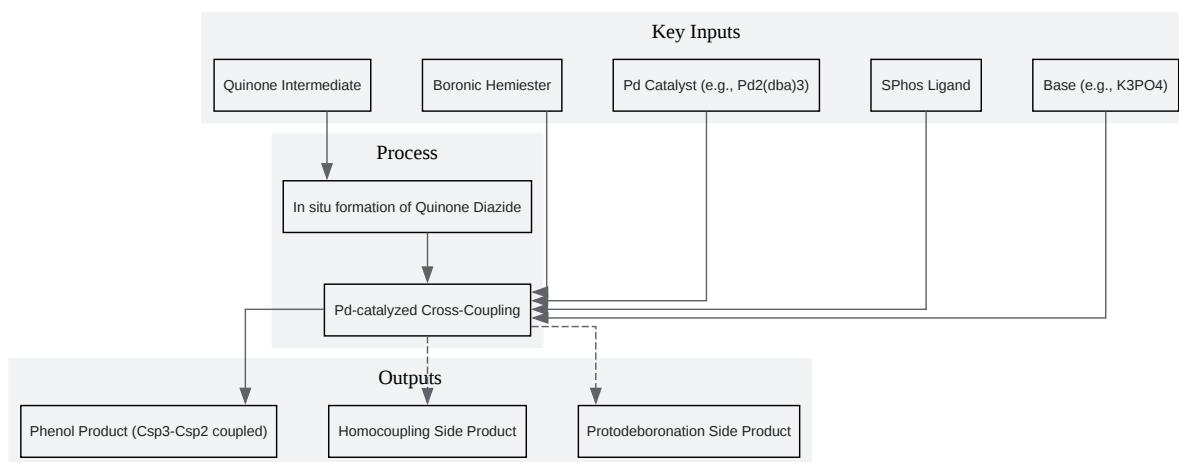 Key Inputs
Quinone Intermediate
Boronic Hemiester
Pd Catalyst (e.g., Pd2(dba)3)
SPhos Ligand
Base (e.g., K3PO4)
Process
In situ formation of Quinone Diazide
Pd-catalyzed Cross-Coupling
Outputs
Phenol Product (Csp3-Csp2 coupled)
Homocoupling Side Product
Protodeboronation Side Product